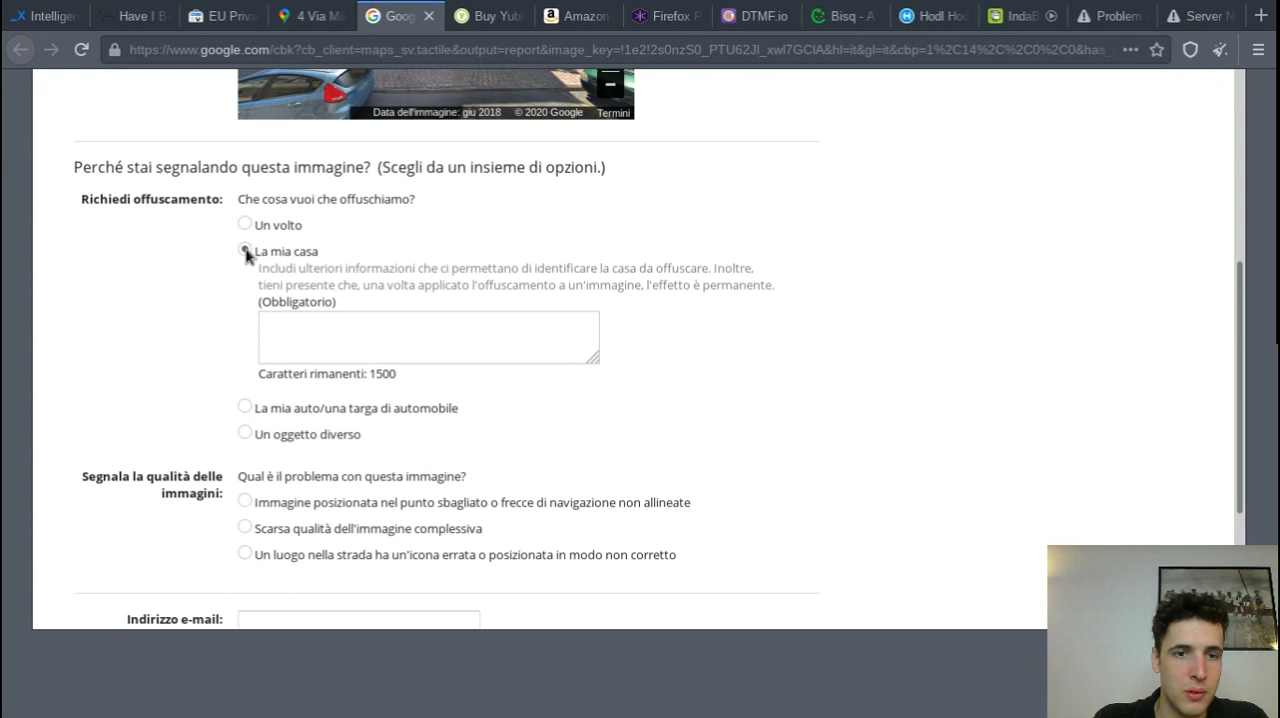 Intelligen
Have I B
EU Priva
4 Via Mi
Goog
Buy Yubi
Amazon
Firefox R
DTMF.io
Bisq - A
Hodl Ho
IndaB
Problem
Server N
https://www.google.com/cbk?cb_client=maps_sv.tactile&output=report&image_key=!1e2!2s0nzS0_PTU62Jl_xwl7GClA&hl=it&gl=it&cbp=1%2C14%2C%2C0%2C0&has
Data dell'immagine: giu 2018 © 2020 Google Termini
Perché stai segnalando questa immagine? (Scegli da un insieme di opzioni.)
Richiedi offuscamento: Che cosa vuoi che offuschiamo?
Un volto
La mia casa
Includi ulteriori informazioni che ci permettano di identificare la casa da offuscare. Inoltre,
tieni presente che, una volta applicato l'offuscamento a un'immagine, l'effetto è permanente.
(Obbligatorio)
Caratteri rimanenti: 1500
La mia auto/una targa di automobile
Un oggetto diverso
Segnala la qualità delle immagini: Qual è il problema con questa immagine?
Immagine posizionata nel punto sbagliato o frecce di navigazione non allineate
Scarsa qualità dell'immagine complessiva
Un luogo nella strada ha un'icona errata o posizionata in modo non corretto
Indirizzo e-mail: